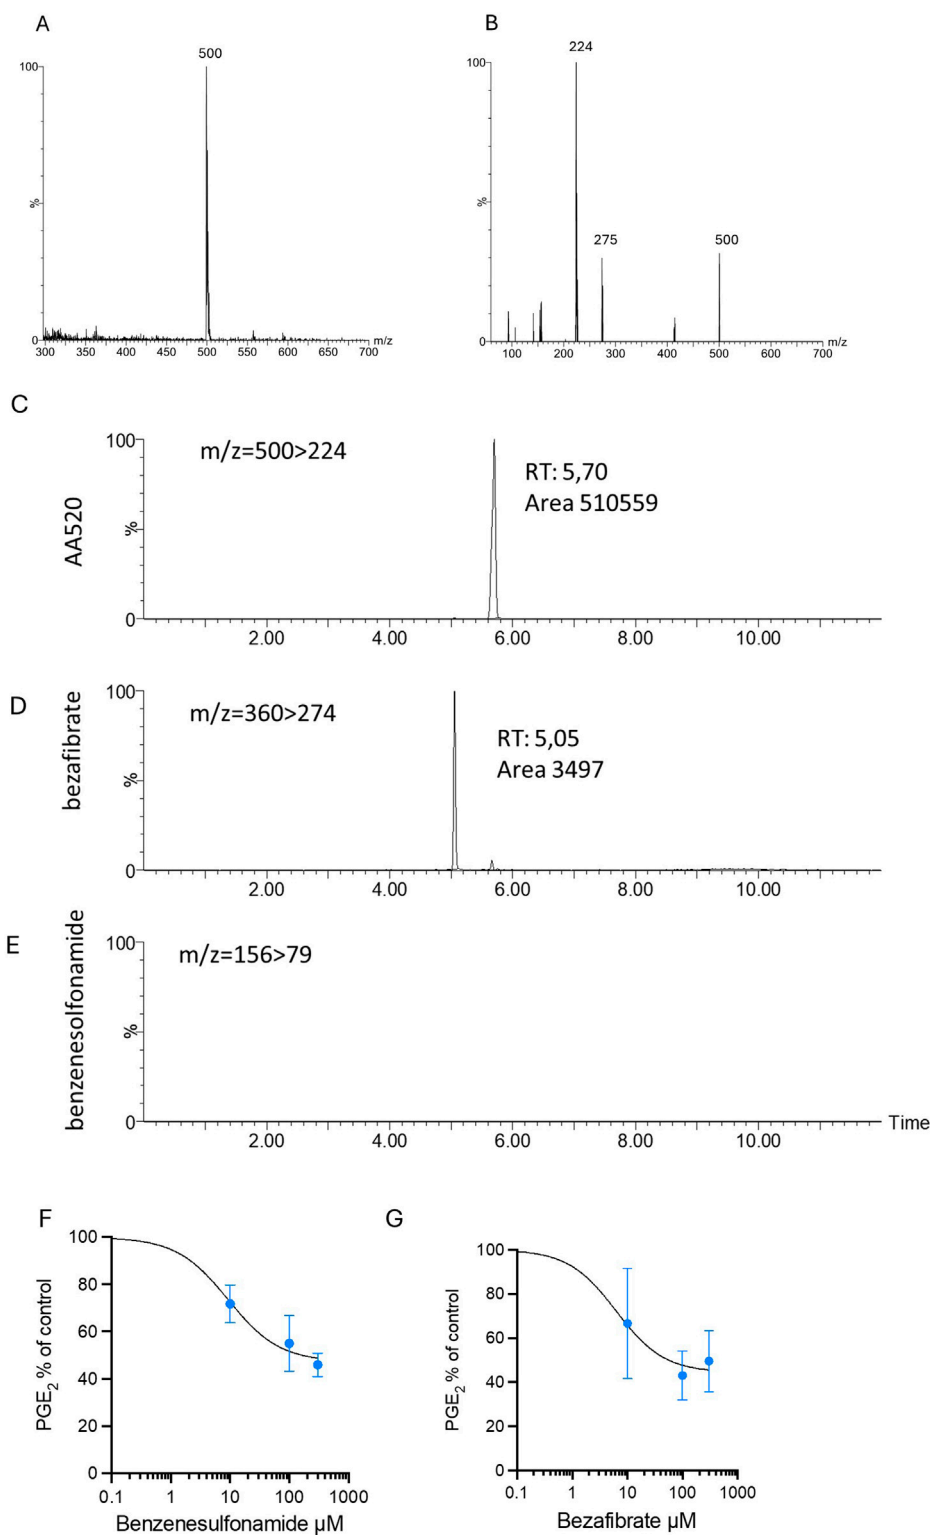 A
500
100
%
0
300 350 400 450 500 550 600 650 700 m/z
B
224
100
275
500
%
0
100 200 300 400 500 600 700 m/z
C
AA520
100
%
0
m/z=500>224
RT: 5,70
Area 510559
2.00 4.00 6.00 8.00 10.00
D
bezafibrate
100
%
0
m/z=360>274
RT: 5,05
Area 3497
2.00 4.00 6.00 8.00 10.00
E
benzenesolfonamide
100
%
0
m/z=156>79
Time
2.00 4.00 6.00 8.00 10.00
F
PGE2 % of control
100
80
60
40
20
0
0.1 1 10 100 1000
Benzenesulfonamide µM
G
PGE2 % of control
100
80
60
40
20
0
0.1 1 10 100 1000
Bezafibrate µM